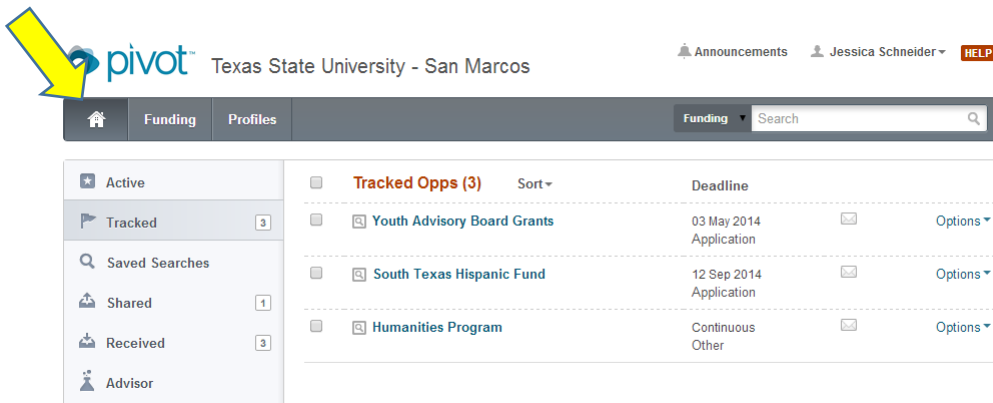 pivot™ Texas State University - San Marcos
Announcements Jessica Schneider HELP
Funding Profiles Funding Search
Active
Tracked 3
Saved Searches
Shared 1
Received 3
Advisor
Tracked Opps (3) Sort Deadline
Youth Advisory Board Grants 03 May 2014 Options
Application
South Texas Hispanic Fund 12 Sep 2014 Options
Application
Humanities Program Continuous Options
Other